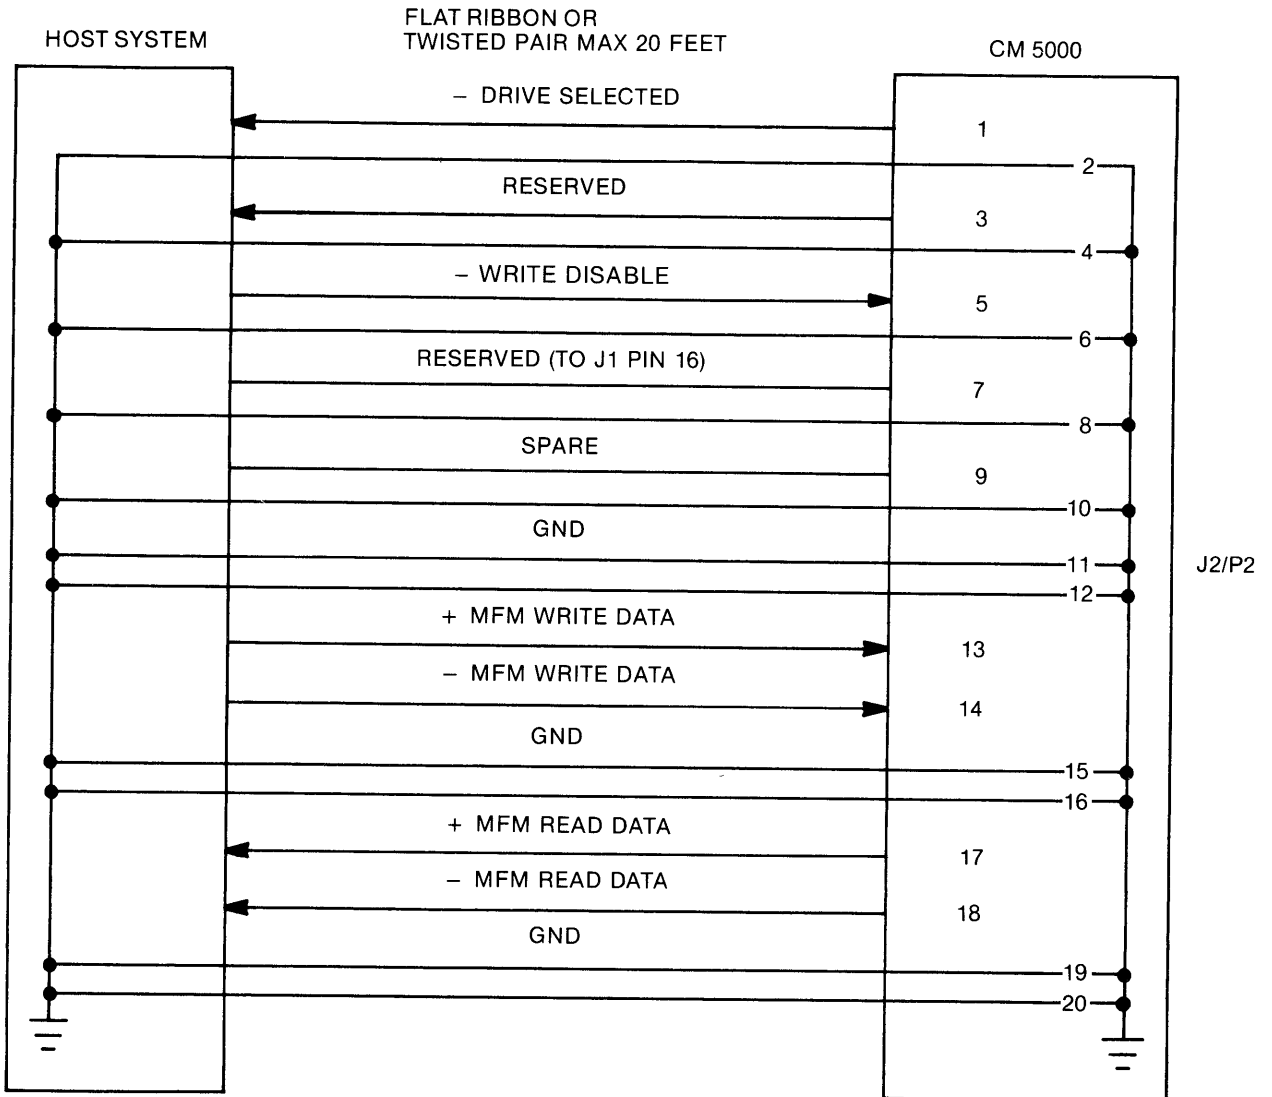 FLAT RIBBON OR
TWISTED PAIR MAX 20 FEET
HOST SYSTEM
CM 5000
– DRIVE SELECTED
1
2
RESERVED
3
4
– WRITE DISABLE
5
6
RESERVED (TO J1 PIN 16)
7
8
SPARE
9
10
GND
11
J2/P2
12
+ MFM WRITE DATA
13
– MFM WRITE DATA
14
GND
15
16
+ MFM READ DATA
17
– MFM READ DATA
18
GND
19
20